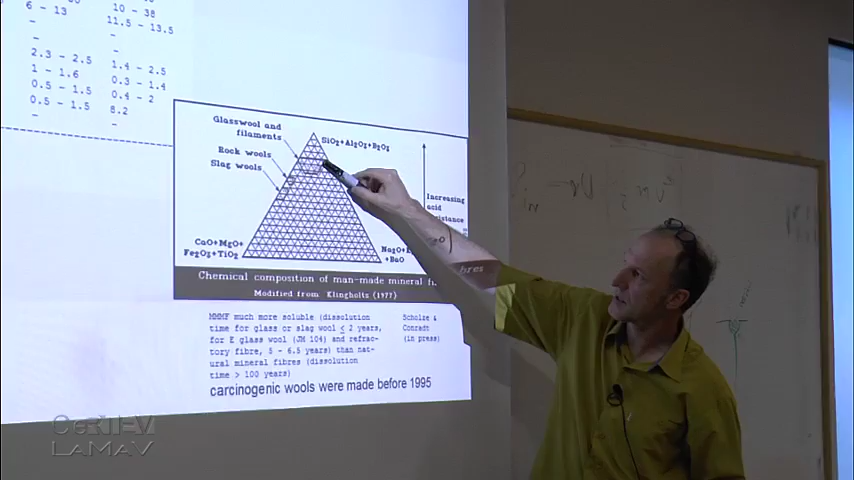 6 - 13 10 - 38
- 11.5 - 13.5
- -
2.3 - 2.5 -
1 - 1.6 1.4 - 2.5
0.5 - 1.5 0.3 - 1.4
0.5 - 1.5 0.4 - 2
- 8.2
-
Glasswool and
filaments
SiO₂+Al₂O₃+B₂O₃
Rock wools
Slag wools
Increasing
acid
CaO+MgO+
Fe₂O₃+TiO₂
+BaO
Chemical composition of man-made mineral
Modified from Klingholts (1977)
MMMF much more soluble (dissolution
time for glass or slag wool ≤ 2 years,
for E glass wool (JM 104) and refrac-
tory fibre, 5 - 6.5 years) than nat-
ural mineral fibres (dissolution
time > 100 years)
Scholze &
Conradt
(in press)
carcinogenic wools were made before 1995
CerTEV
LAMAV